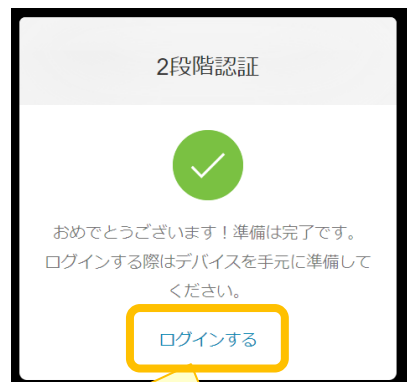 2段階認証
おめでとうございます！準備は完了です。
ログインする際はデバイスを手元に準備して
ください。
ログインする